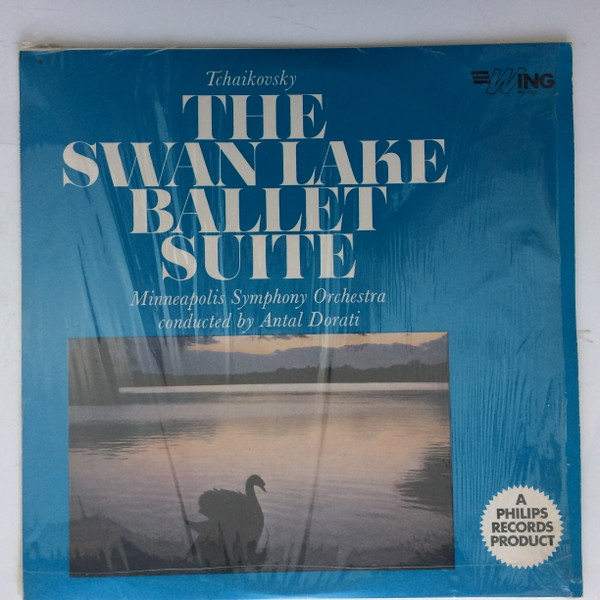 Tchaikovsky
WING
THE
SWAN LAKE
BALLET
SUITE
Minneapolis Symphony Orchestra
conducted by Antal Dorati
A
PHILIPS
RECORDS
PRODUCT